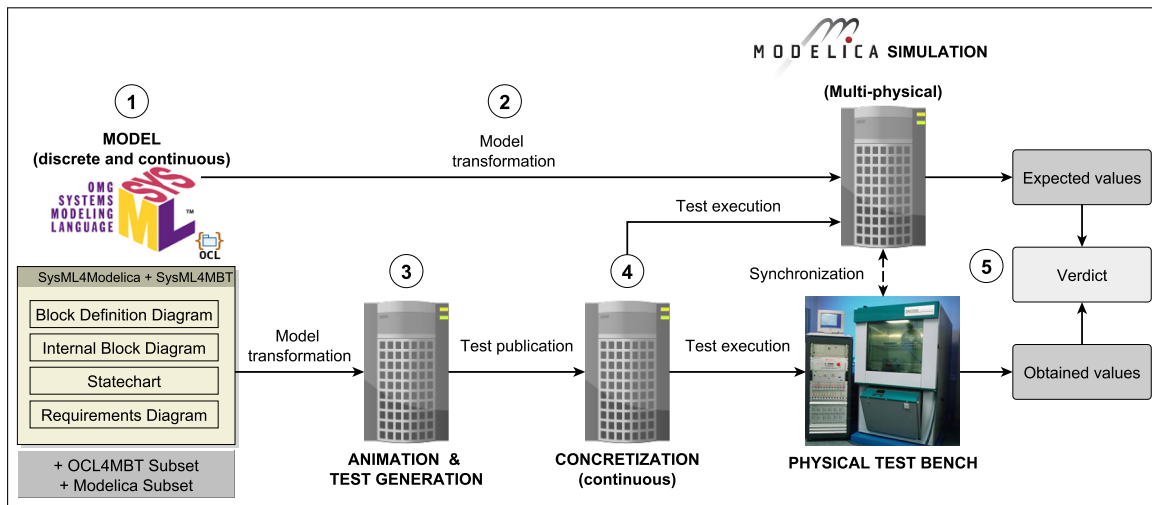 MODELICA SIMULATION
(Multi-physical)
1
MODEL
(discrete and continuous)
OMG
SYSTEMS
MODELING
LANGUAGE
SYS
ML™
OCL
2
Model
transformation
Test execution
Expected values
SysML4Modelica + SysML4MBT
Block Definition Diagram
Internal Block Diagram
Statechart
Requirements Diagram
+ OCL4MBT Subset
+ Modelica Subset
Model
transformation
3
ANIMATION &
TEST GENERATION
Test publication
4
CONCRETIZATION
(continuous)
Test execution
Synchronization
PHYSICAL TEST BENCH
5
Verdict
Obtained values